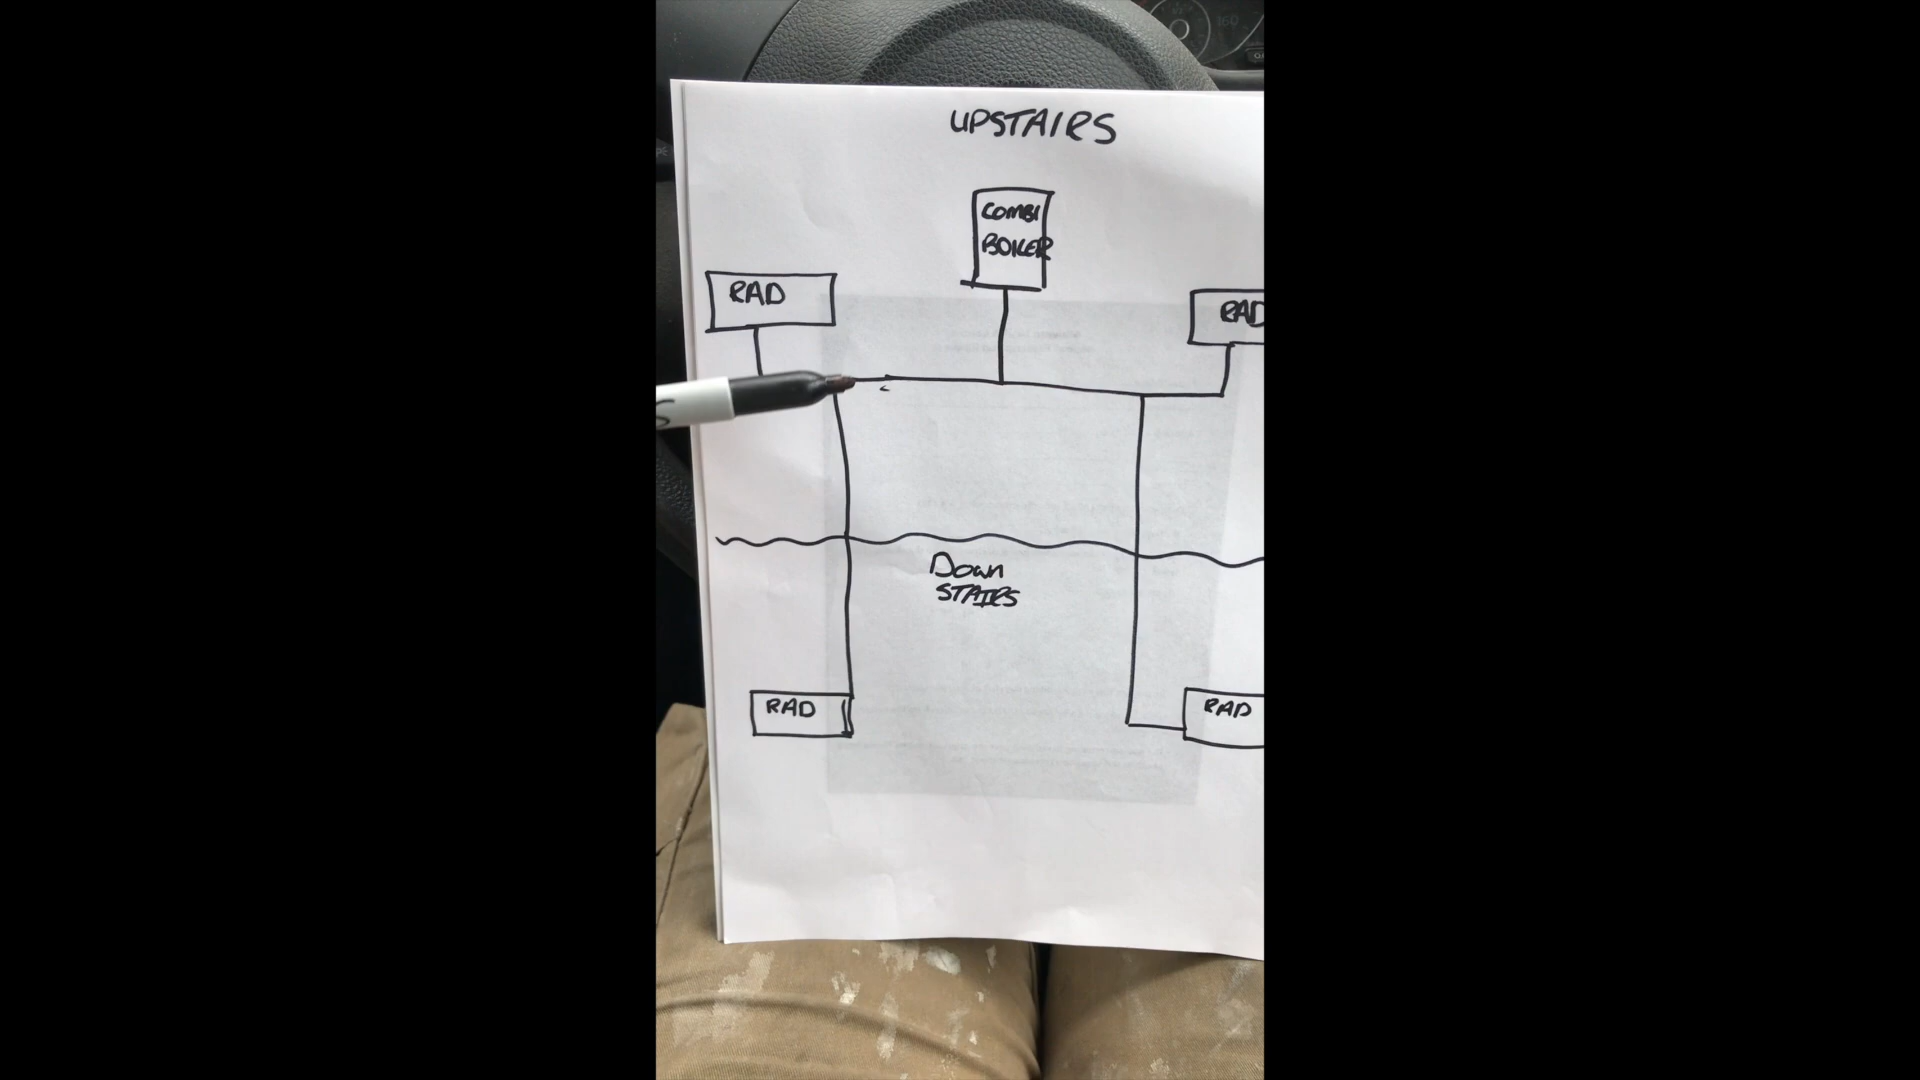 UPSTAIRS
COMBI
BOILER
RAD
RAD
DOWN
STAIRS
RAD
RAD